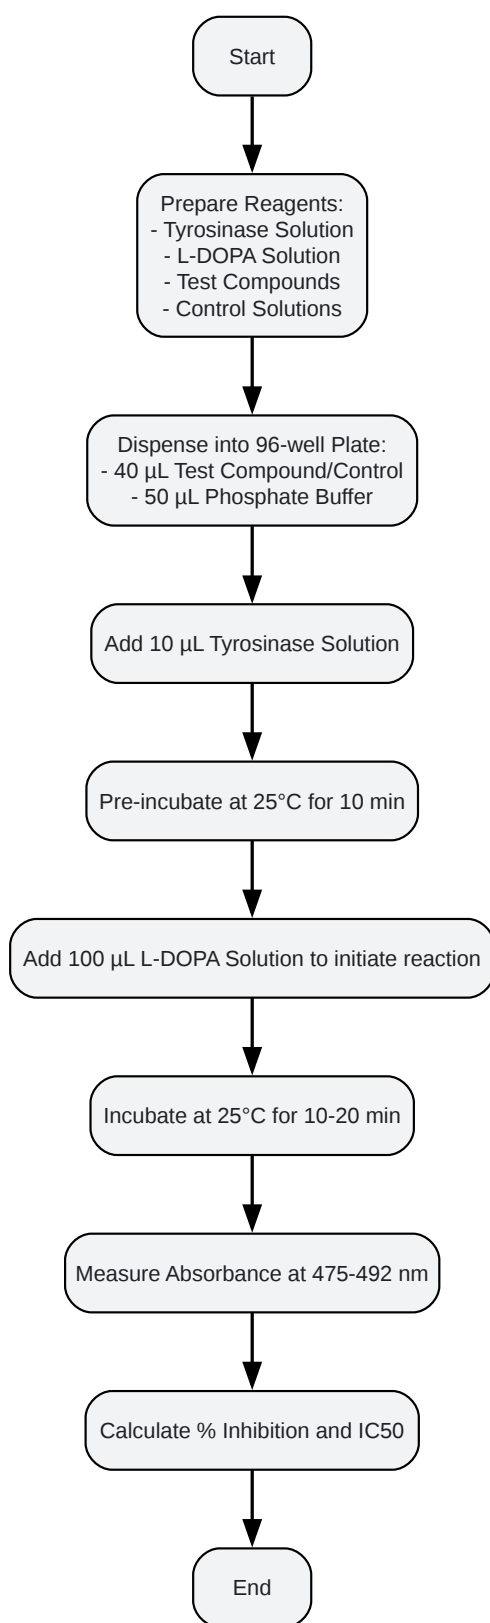 Start
Prepare Reagents:
- Tyrosinase Solution
- L-DOPA Solution
- Test Compounds
- Control Solutions
Dispense into 96-well Plate:
- 40 µL Test Compound/Control
- 50 µL Phosphate Buffer
Add 10 µL Tyrosinase Solution
Pre-incubate at 25°C for 10 min
Add 100 µL L-DOPA Solution to initiate reaction
Incubate at 25°C for 10-20 min
Measure Absorbance at 475-492 nm
Calculate % Inhibition and IC50
End